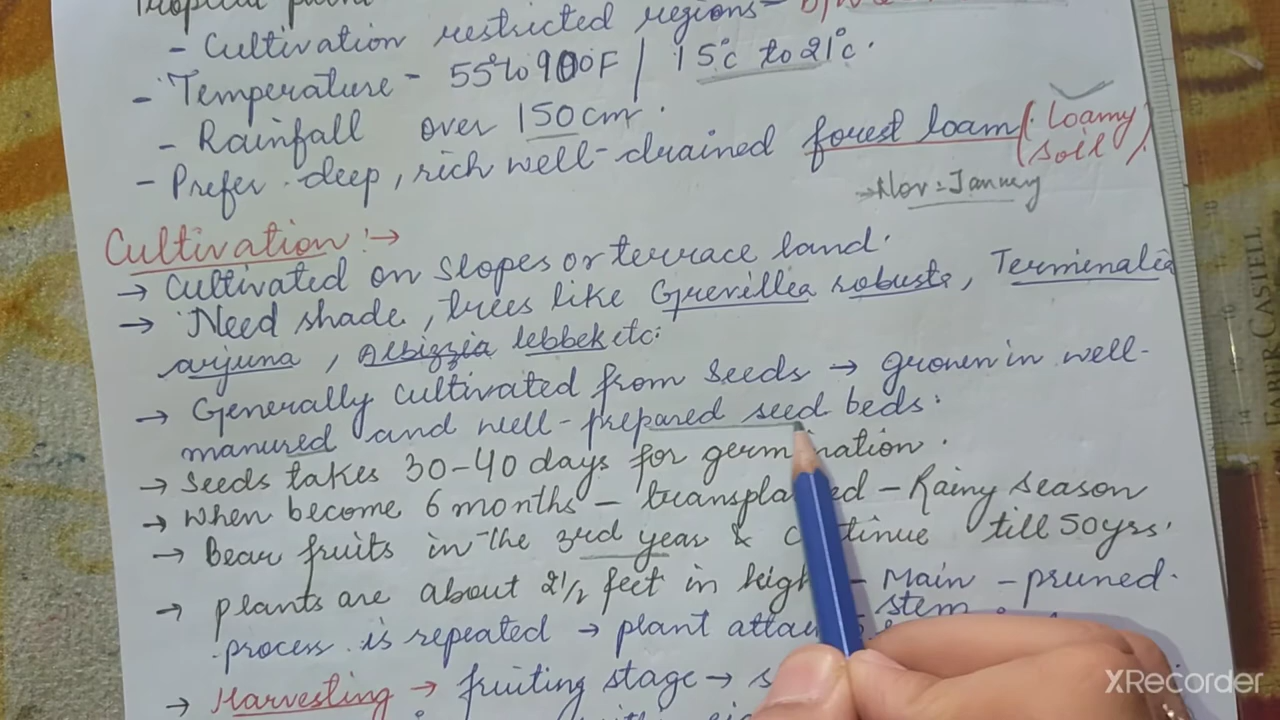 Tropical plant
- Cultivation restricted regions -
- Temperature - 55° to 90°F / 15°c to 21°c.
- Rainfall over 150 cm.
- Prefer deep, rich well-drained forest loam (Loamy soil).
→ Nov - January
Cultivation :→
→ Cultivated on slopes or terrace land.
→ Need shade, trees like Grevillea robusta, Terminalia
arjuna, Albizzia lebbek etc.
→ Generally cultivated from seeds → grown in well-
manured and well-prepared seed beds.
→ Seeds takes 30-40 days for germination.
→ When become 6 months - transplanted - Rainy season
→ Bear fruits in the 3rd year & continue till 50yrs.
→ plants are about 2½ feet in height - Main stem - pruned.
process is repeated → plant
→ Harvesting → fruiting stage →
XRecorder
FABER CASTELL